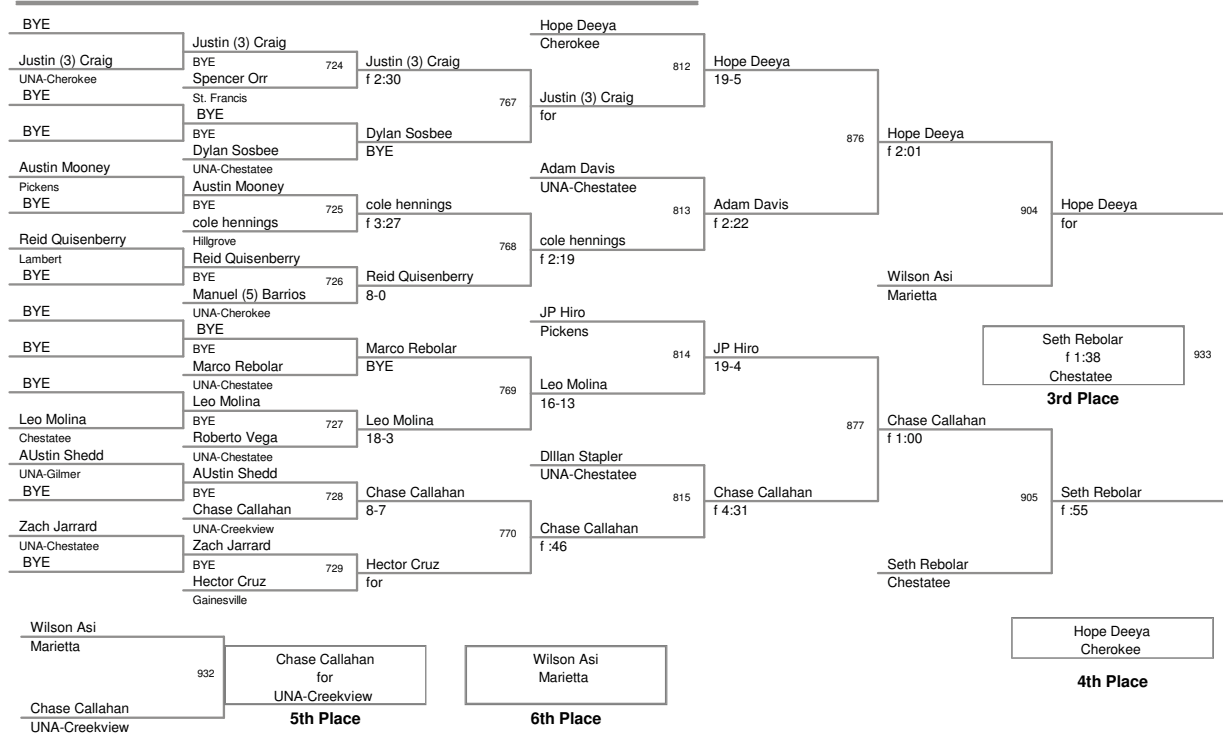 BYE
Justin (3) Craig
UNA-Cherokee
BYE
BYE
Austin Mooney
Pickens
BYE
Reid Quisenberry
Lambert
BYE
BYE
BYE
BYE
Leo Molina
Chestatee
AUstin Shedd
UNA-Gilmer
BYE
Zach Jarrard
UNA-Chestatee
BYE
Justin (3) Craig
BYE
724
Spencer Orr
St. Francis
BYE
BYE
Dylan Sosbee
UNA-Chestatee
Austin Mooney
BYE
725
cole hennings
Hillgrove
Reid Quisenberry
BYE
726
Manuel (5) Barrios
UNA-Cherokee
BYE
BYE
Marco Rebolar
UNA-Chestatee
Leo Molina
BYE
727
Roberto Vega
UNA-Chestatee
AUstin Shedd
BYE
728
Chase Callahan
UNA-Creekview
Zach Jarrard
BYE
729
Hector Cruz
Gainesville
Justin (3) Craig
f 2:30
767
Dylan Sosbee
BYE
cole hennings
f 3:27
768
Reid Quisenberry
8-0
Marco Rebolar
BYE
769
Leo Molina
18-3
Chase Callahan
8-7
770
Hector Cruz
for
Hope Deeya
Cherokee
812
Justin (3) Craig
for
Adam Davis
UNA-Chestatee
813
cole hennings
f 2:19
JP Hiro
Pickens
814
Leo Molina
16-13
Dlllan Stapler
UNA-Chestatee
815
Chase Callahan
f :46
Hope Deeya
19-5
876
Adam Davis
f 2:22
JP Hiro
19-4
877
Chase Callahan
f 4:31
Hope Deeya
f 2:01
904
Wilson Asi
Marietta
Chase Callahan
f 1:00
905
Seth Rebolar
Chestatee
Hope Deeya
for
Seth Rebolar
f 1:38
Chestatee
933
3rd Place
Seth Rebolar
f :55
Hope Deeya
Cherokee
4th Place
Wilson Asi
Marietta
932
Chase Callahan
UNA-Creekview
Chase Callahan
for
UNA-Creekview
5th Place
Wilson Asi
Marietta
6th Place